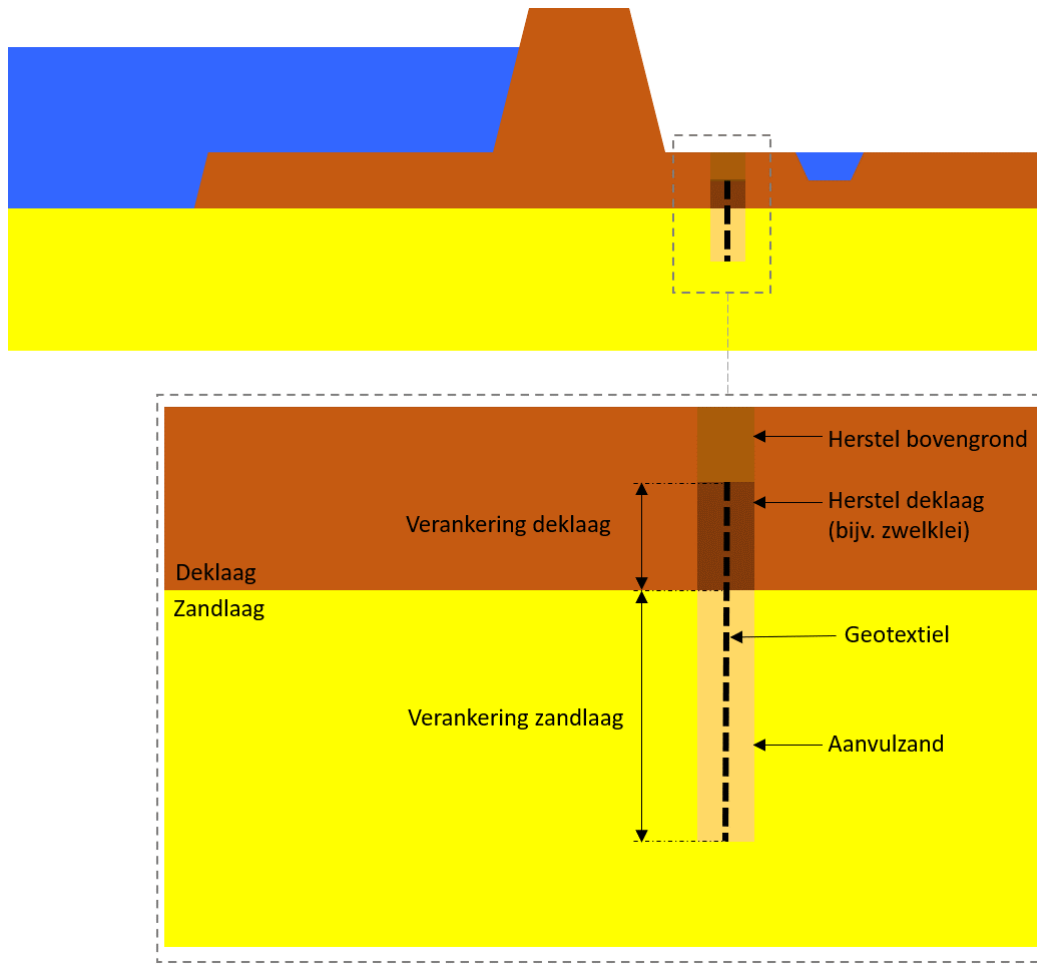 Herstel bovengrond
Verankering deklaag
Herstel deklaag
(bijv. zwelklei)
Deklaag
Zandlaag
Geotextiel
Verankering zandlaag
Aanvulzand